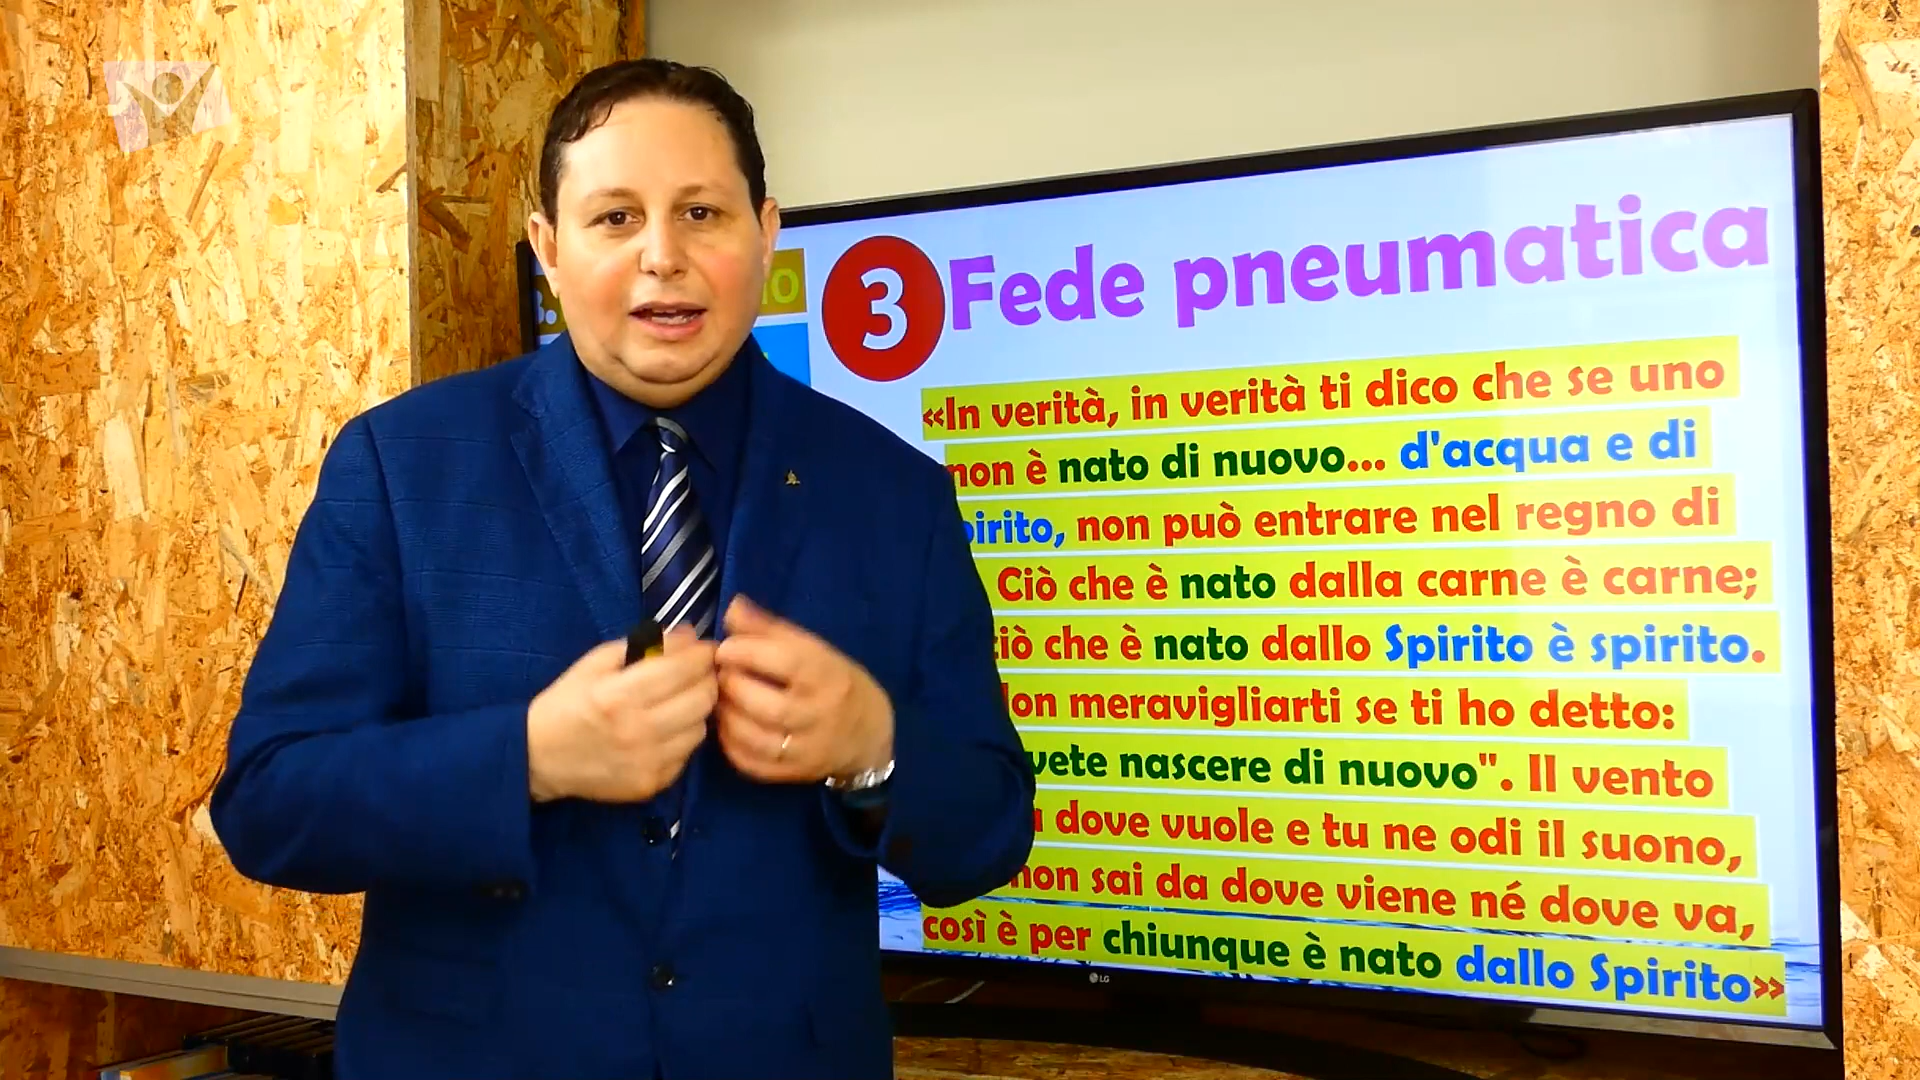 3 Fede pneumatica
«In verità, in verità ti dico che se uno
non è nato di nuovo... d'acqua e di
pirito, non può entrare nel regno di
Ciò che è nato dalla carne è carne;
ciò che è nato dallo Spirito è spirito.
on meravigliarti se ti ho detto:
vete nascere di nuovo". Il vento
dove vuole e tu ne odi il suono,
non sai da dove viene né dove va,
così è per chiunque è nato dallo Spirito»
LG